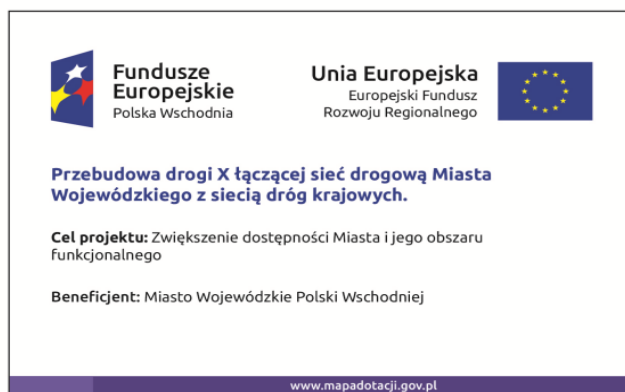 Fundusze
Europejskie
Polska Wschodnia
Unia Europejska
Europejski Fundusz
Rozwoju Regionalnego
Przebudowa drogi X łączącej sieć drogową Miasta
Wojewódzkiego z siecią dróg krajowych.
Cel projektu: Zwiększenie dostępności Miasta i jego obszaru
funkcjonalnego
Beneficjent: Miasto Wojewódzkie Polski Wschodniej
www.mapadotacji.gov.pl